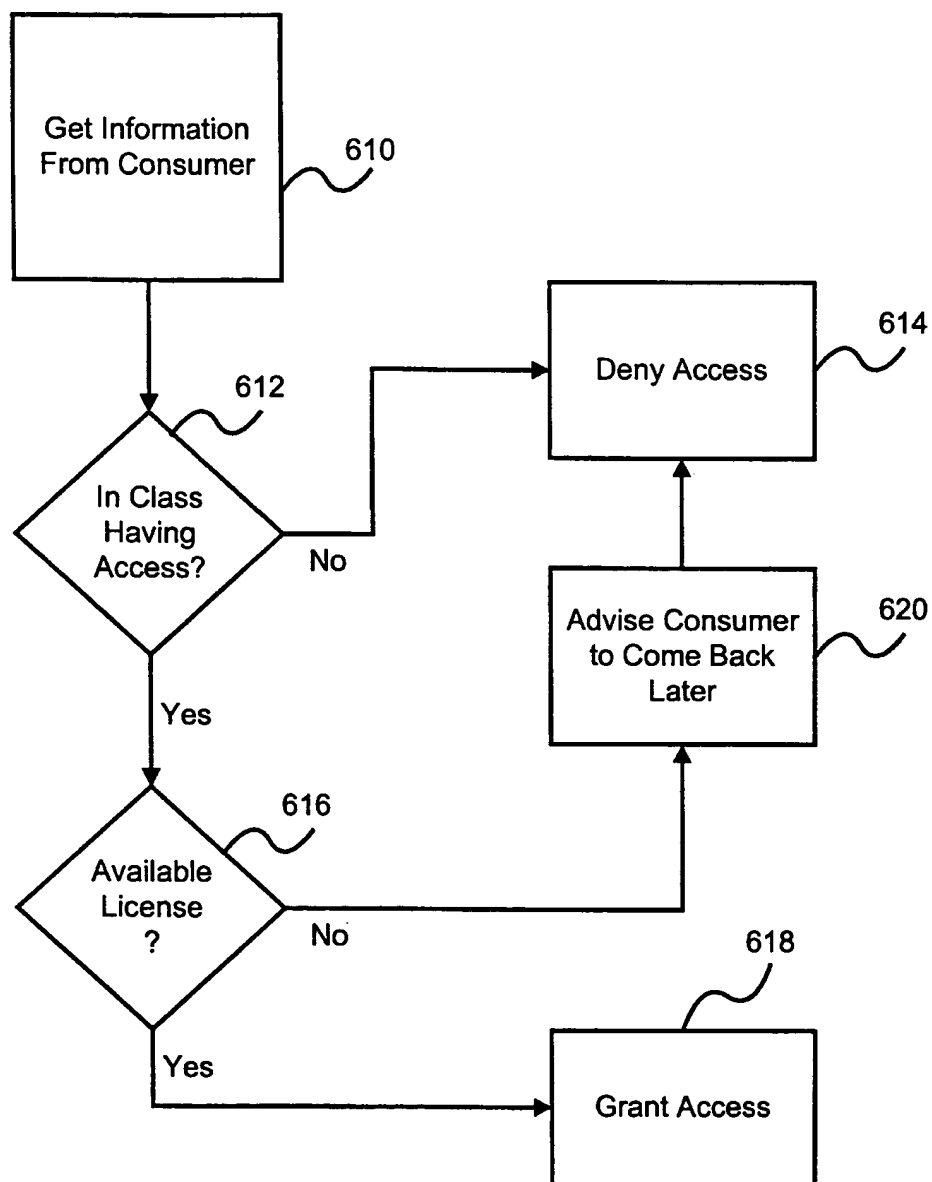 Get Information
From Consumer
610
614
Deny Access
612
In Class
Having
Access?
No
620
Advise Consumer
to Come Back
Later
Yes
616
Available
License
?
No
618
Yes
Grant Access